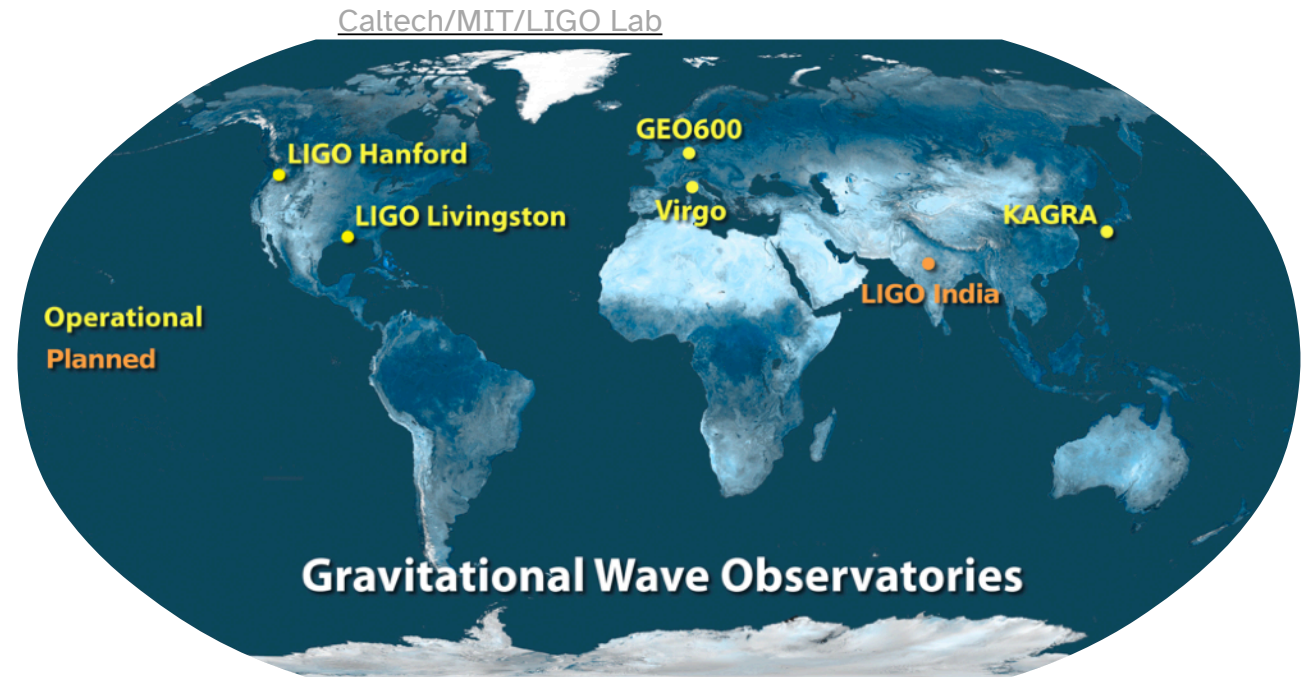 Caltech/MIT/LIGO Lab
GEO600
LIGO Hanford
Virgo
LIGO Livingston
KAGRA
LIGO India
Operational
Planned
Gravitational Wave Observatories